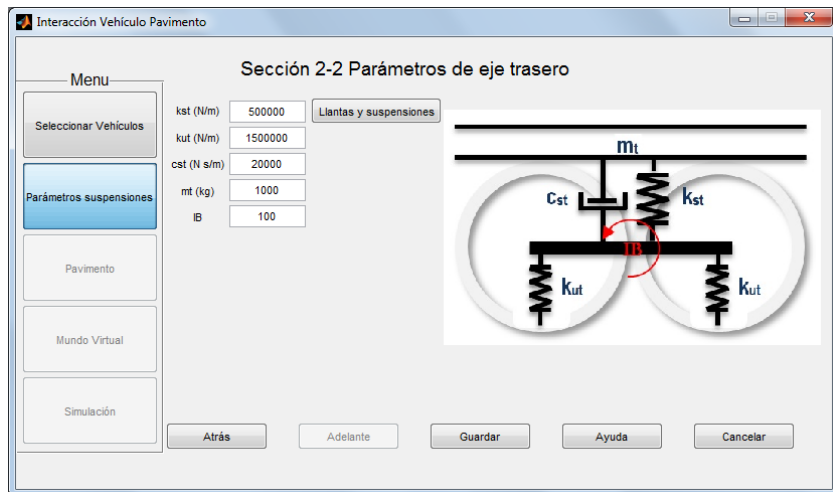 Interacción Vehículo Pavimento
Sección 2-2 Parámetros de eje trasero
Menu
Seleccionar Vehículos
Parámetros suspensiones
Pavimento
Mundo Virtual
Simulación
kst (N/m) 500000 Llantas y suspensiones
kut (N/m) 1500000
cst (N s/m) 20000
mt (kg) 1000
IB 100
mt
Cst kst
IB
kut kut
Atrás Adelante Guardar Ayuda Cancelar